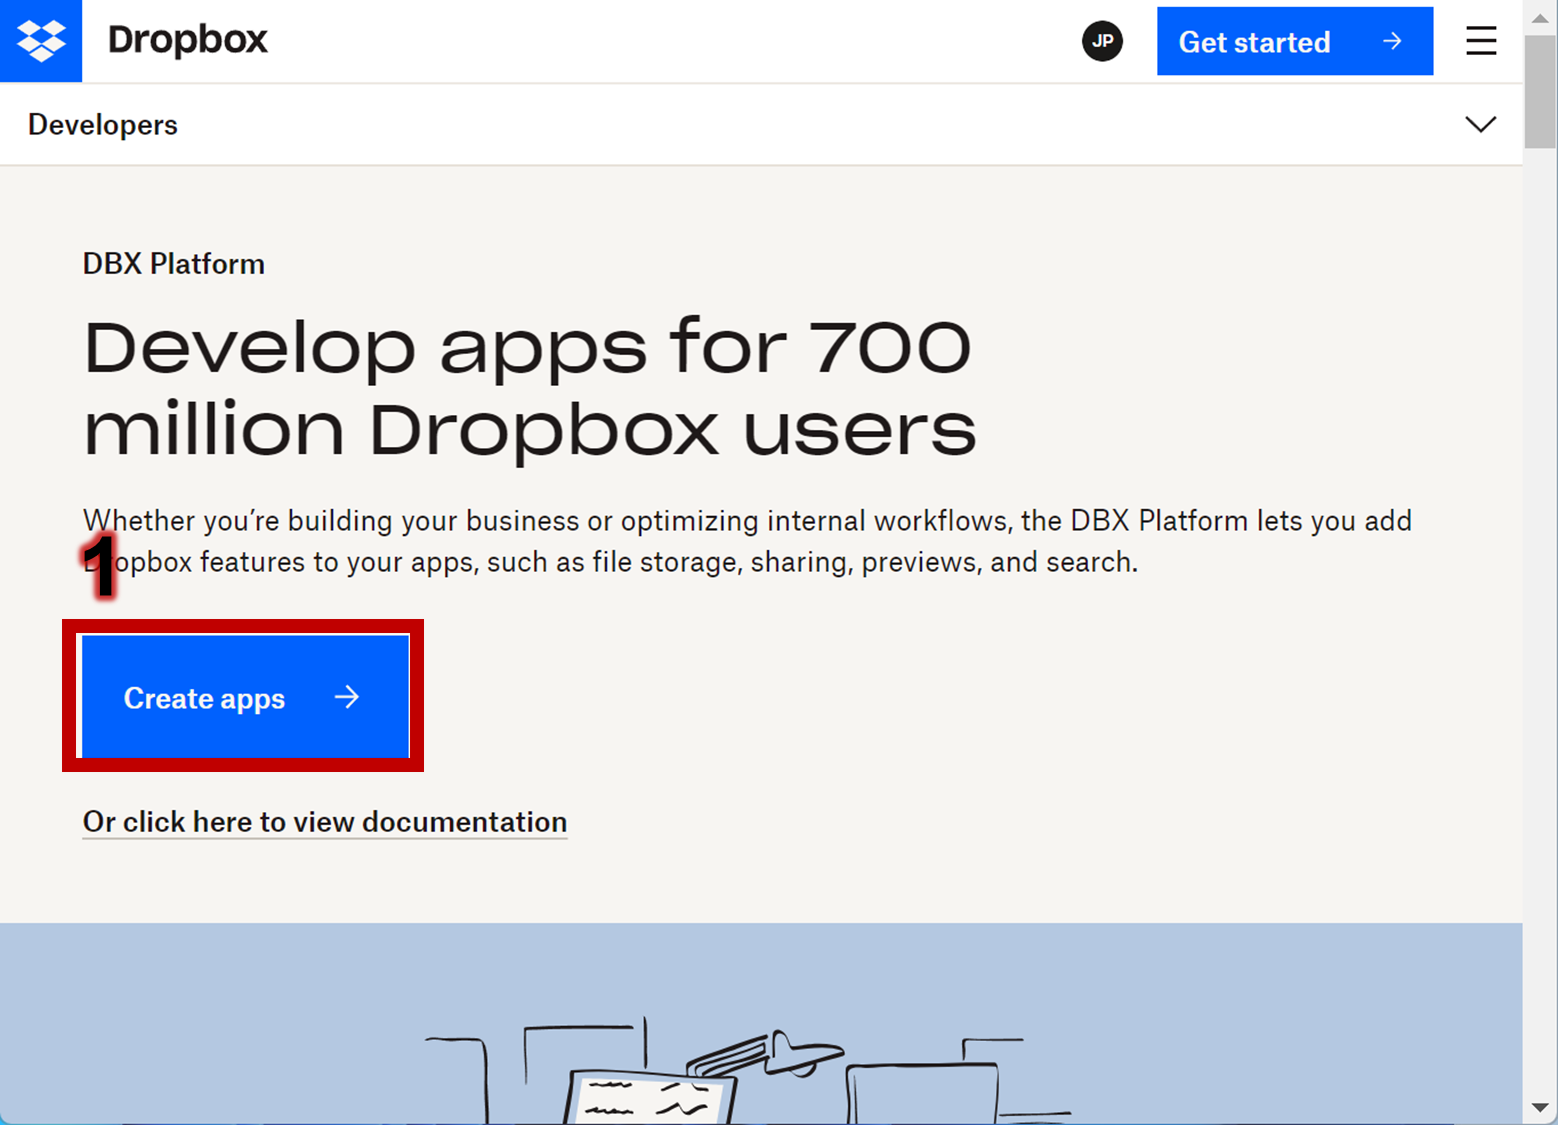 Dropbox
JP
Get started
Developers
DBX Platform
Develop apps for 700
million Dropbox users
Whether you’re building your business or optimizing internal workflows, the DBX Platform lets you add
Dropbox features to your apps, such as file storage, sharing, previews, and search.
1
Create apps
Or click here to view documentation